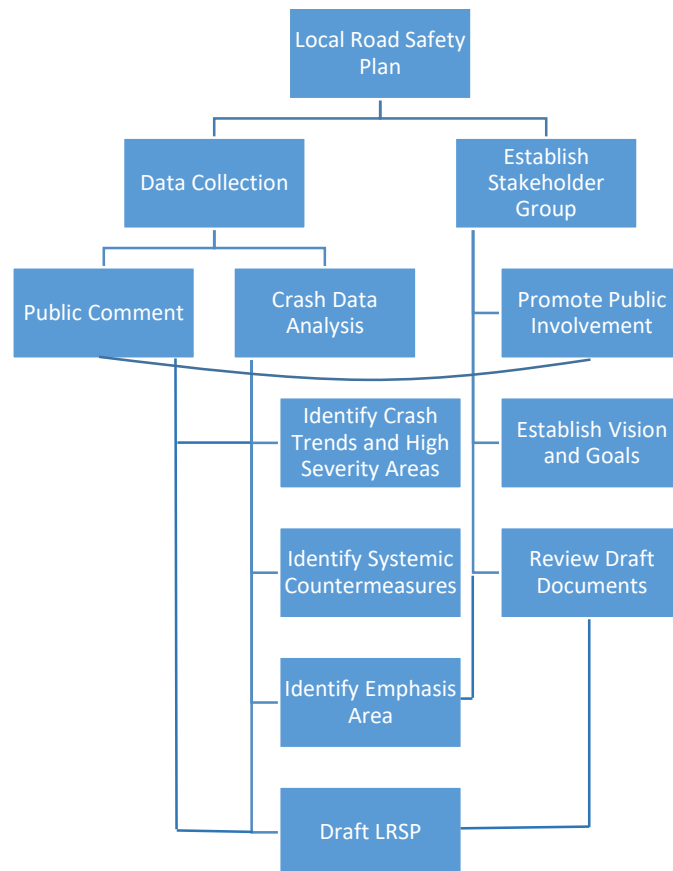 Local Road Safety
Plan
Data Collection
Establish
Stakeholder
Group
Public Comment
Crash Data
Analysis
Promote Public
Involvement
Identify Crash
Trends and High
Severity Areas
Establish Vision
and Goals
Identify Systemic
Countermeasures
Review Draft
Documents
Identify Emphasis
Area
Draft LRSP